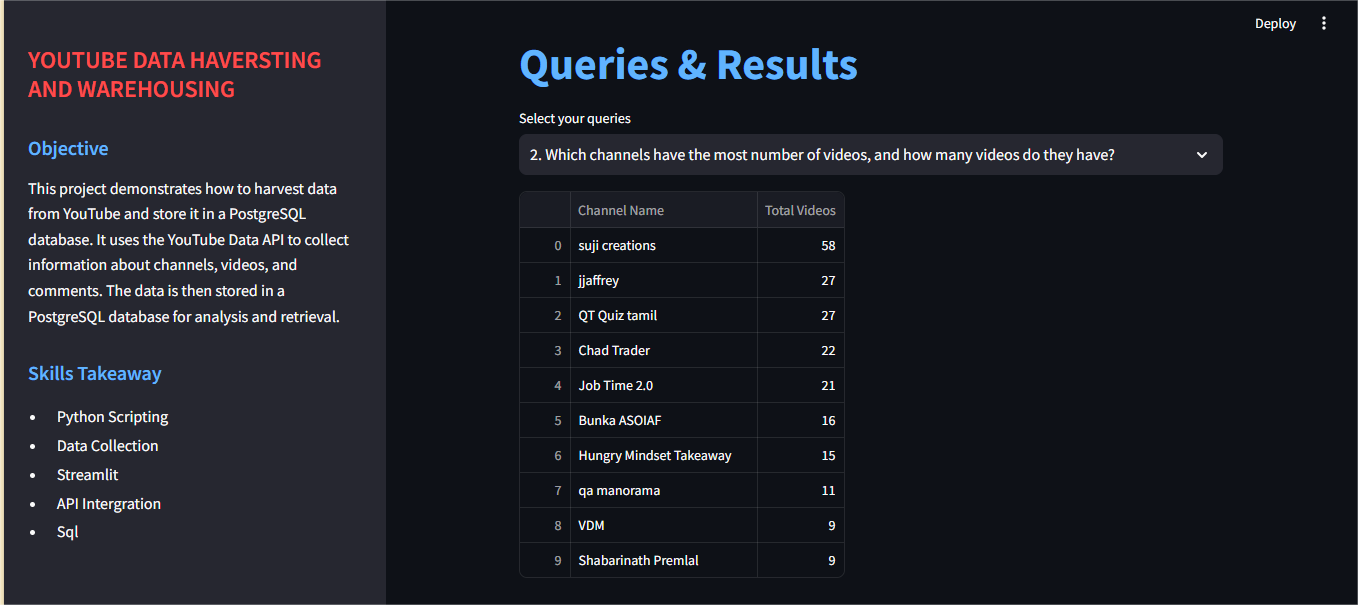 Deploy
YOUTUBE DATA HAVERSTING
AND WAREHOUSING
Objective
This project demonstrates how to harvest data
from YouTube and store it in a PostgreSQL
database. It uses the YouTube Data API to collect
information about channels, videos, and
comments. The data is then stored in a
PostgreSQL database for analysis and retrieval.
Skills Takeaway
• Python Scripting
• Data Collection
• Streamlit
• API Intergration
• Sql
Queries & Results
Select your queries
2. Which channels have the most number of videos, and how many videos do they have?
Channel Name Total Videos
0 suji creations 58
1 jjaffrey 27
2 QT Quiz tamil 27
3 Chad Trader 22
4 Job Time 2.0 21
5 Bunka ASOIAF 16
6 Hungry Mindset Takeaway 15
7 qa manorama 11
8 VDM 9
9 Shabarinath Premlal 9